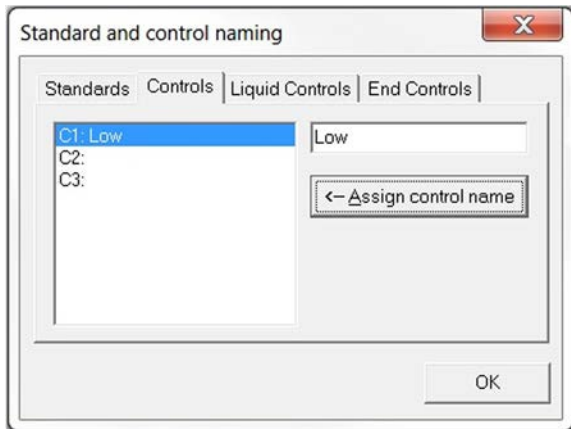 Standard and control naming
Standards
Controls
Liquid Controls
End Controls
C1: Low
C2:
C3:
Low
<- Assign control name
OK